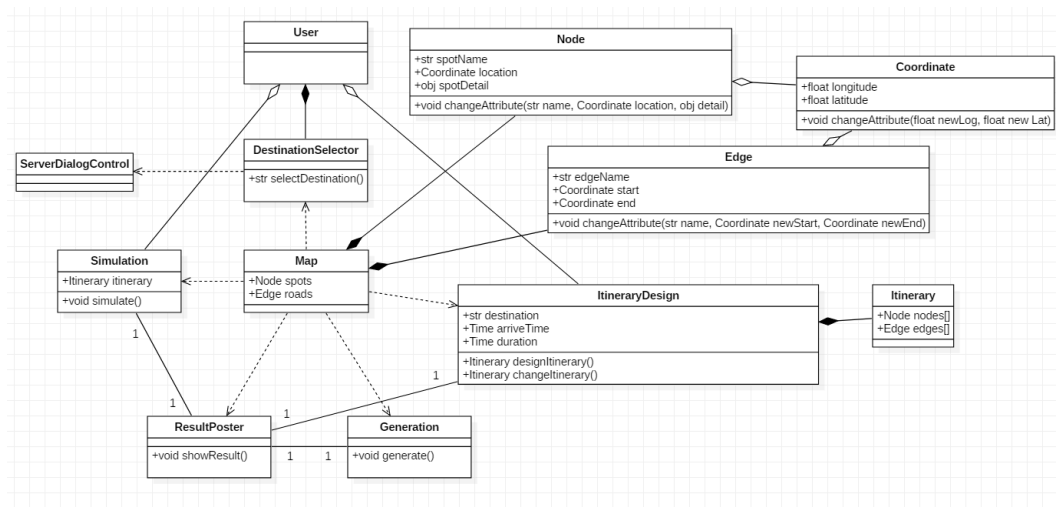 User
Node
+str spotName
+Coordinate location
+obj spotDetail
+void changeAttribute(str name, Coordinate location, obj detail)
Coordinate
+float longitude
+float latitude
+void changeAttribute(float newLog, float new Lat)
ServerDialogControl
DestinationSelector
+str selectDestination()
Edge
+str edgeName
+Coordinate start
+Coordinate end
+void changeAttribute(str name, Coordinate newStart, Coordinate newEnd)
Simulation
+Itinerary itinerary
+void simulate()
Map
+Node spots
+Edge roads
ItineraryDesign
+str destination
+Time arriveTime
+Time duration
+Itinerary designItinerary()
+Itinerary changeItinerary()
Itinerary
+Node nodes[]
+Edge edges[]
1
1
1
1
ResultPoster
+void showResult()
1
1
Generation
+void generate()